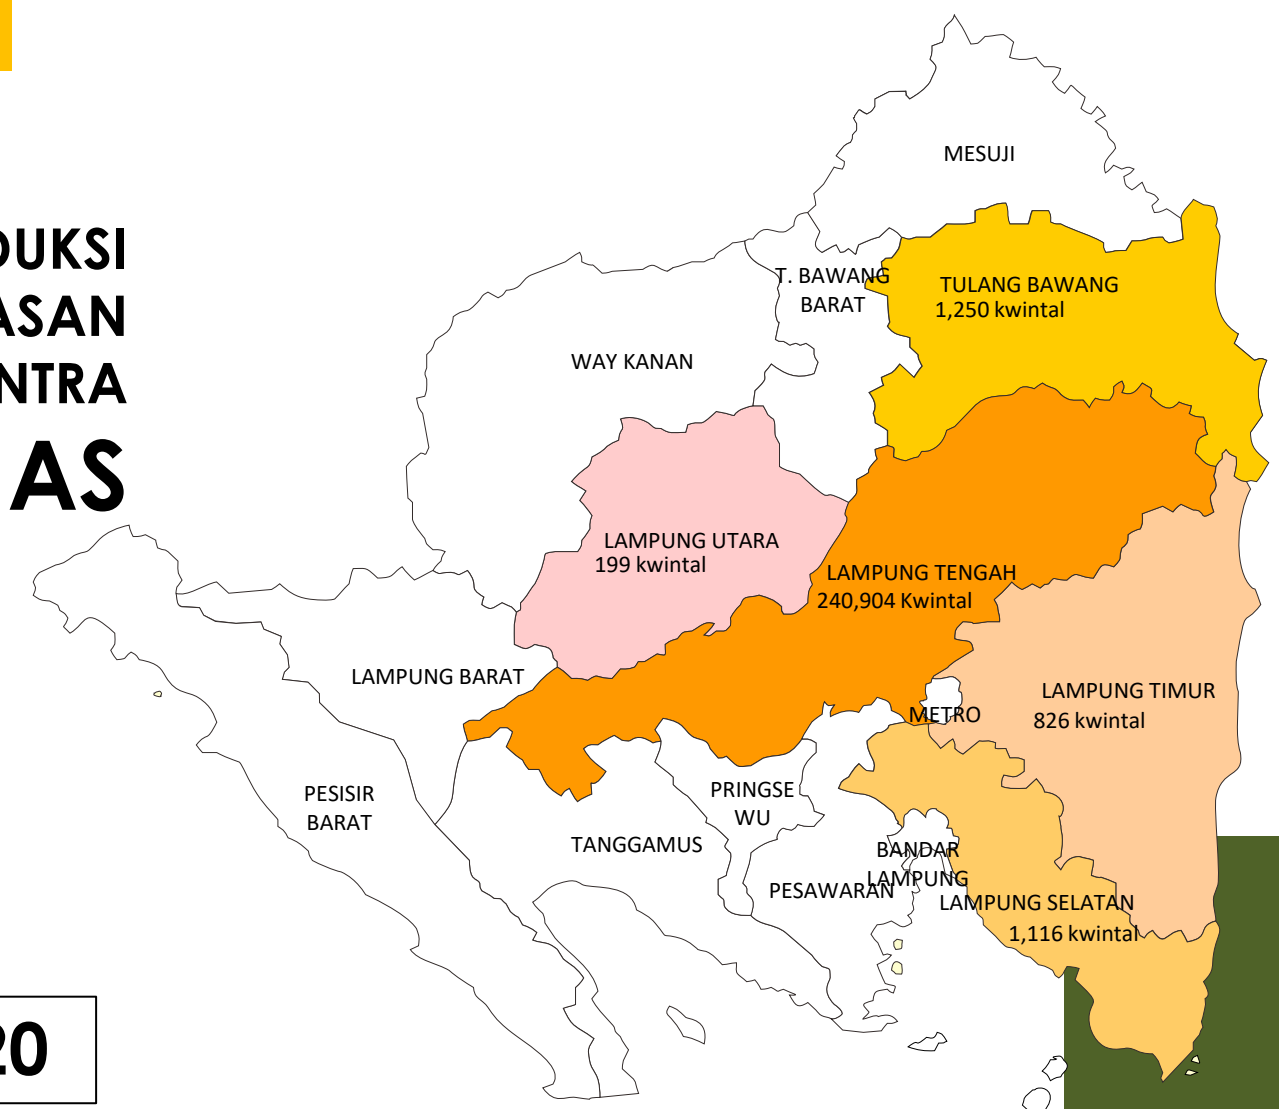 DUKSI
ASAN
NTRA
AS
20
MESUJI
T. BAWANG
BARAT
TULANG BAWANG
1,250 kwintal
WAY KANAN
LAMPUNG UTARA
199 kwintal
LAMPUNG TENGAH
240,904 Kwintal
LAMPUNG BARAT
LAMPUNG TIMUR
826 kwintal
METRO
PESISIR
BARAT
PRINGSE
WU
TANGGAMUS
BANDAR
LAMPUNG
PESAWARAN
LAMPUNG SELATAN
1,116 kwintal